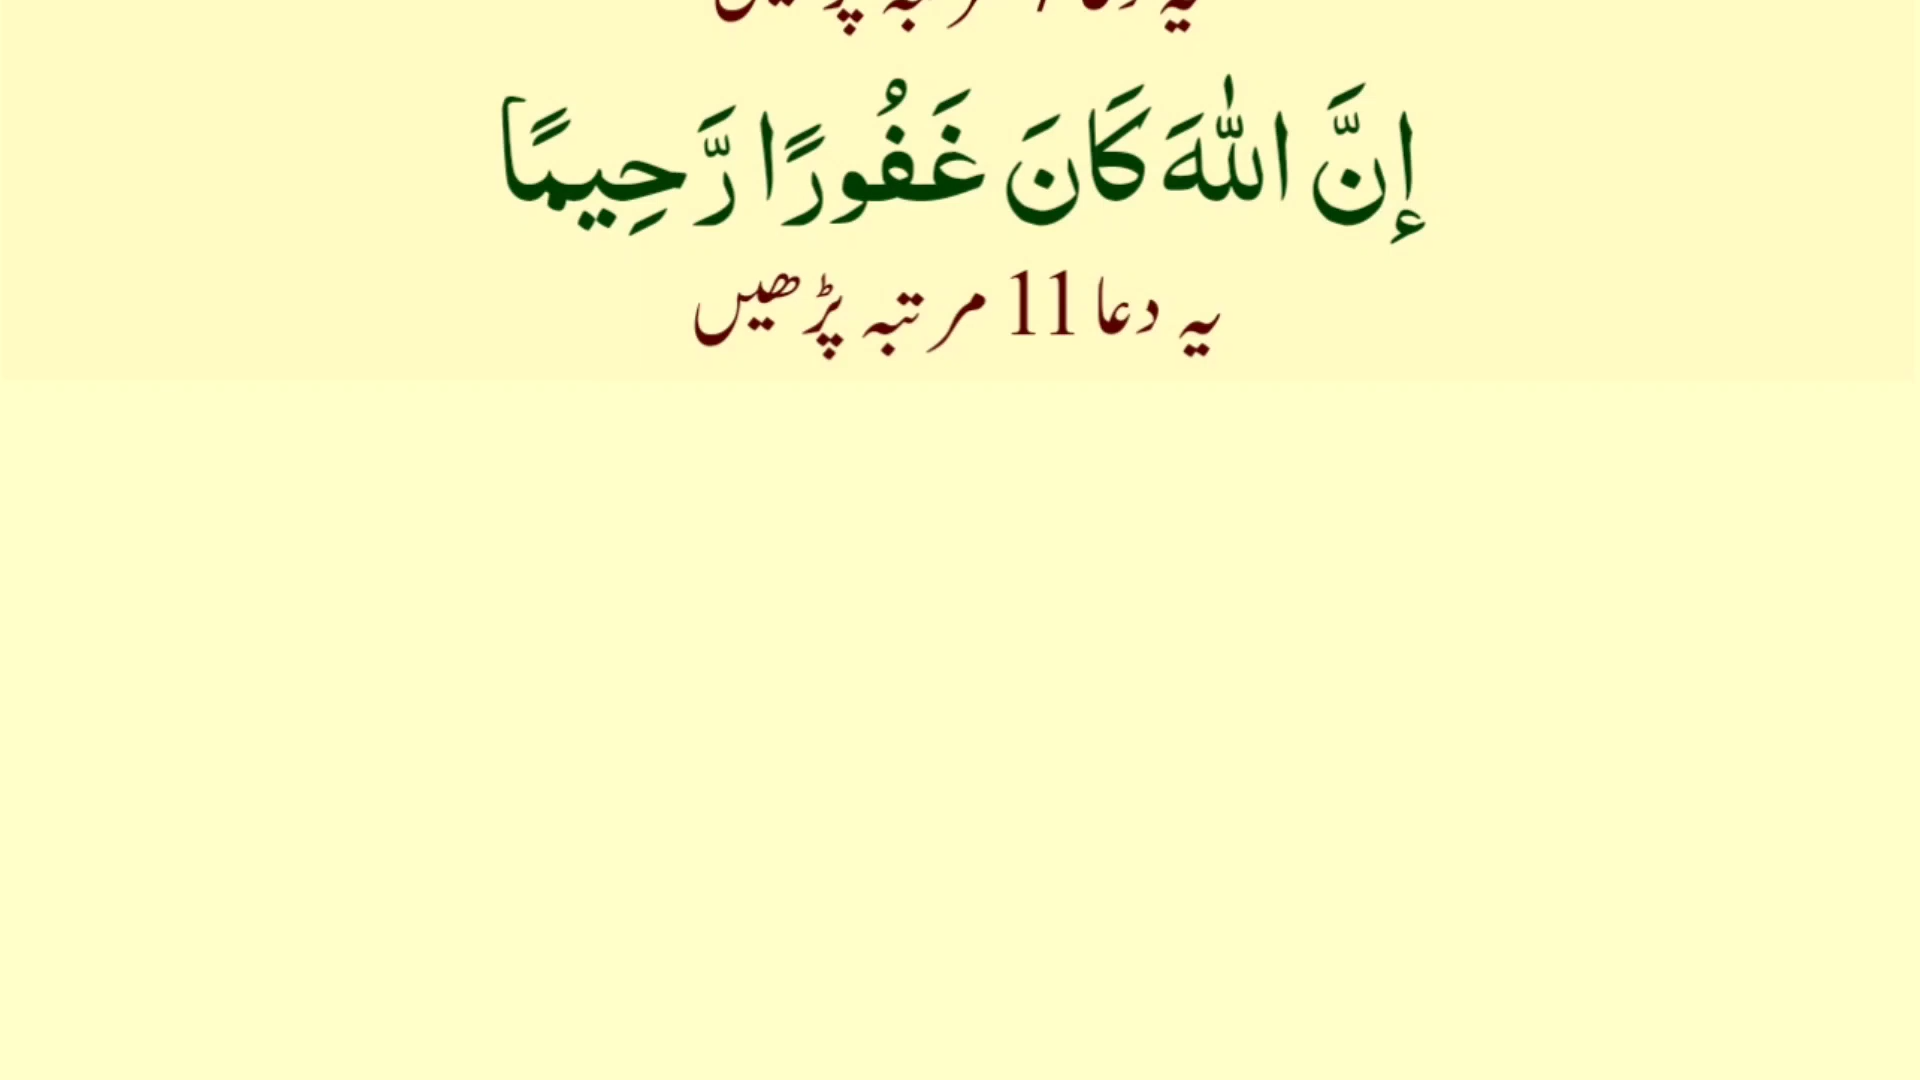 إِنَّ اللّٰهَ كَانَ غَفُورًا رَّحِيمًا
یہ دعا 11 مرتبہ پڑھیں